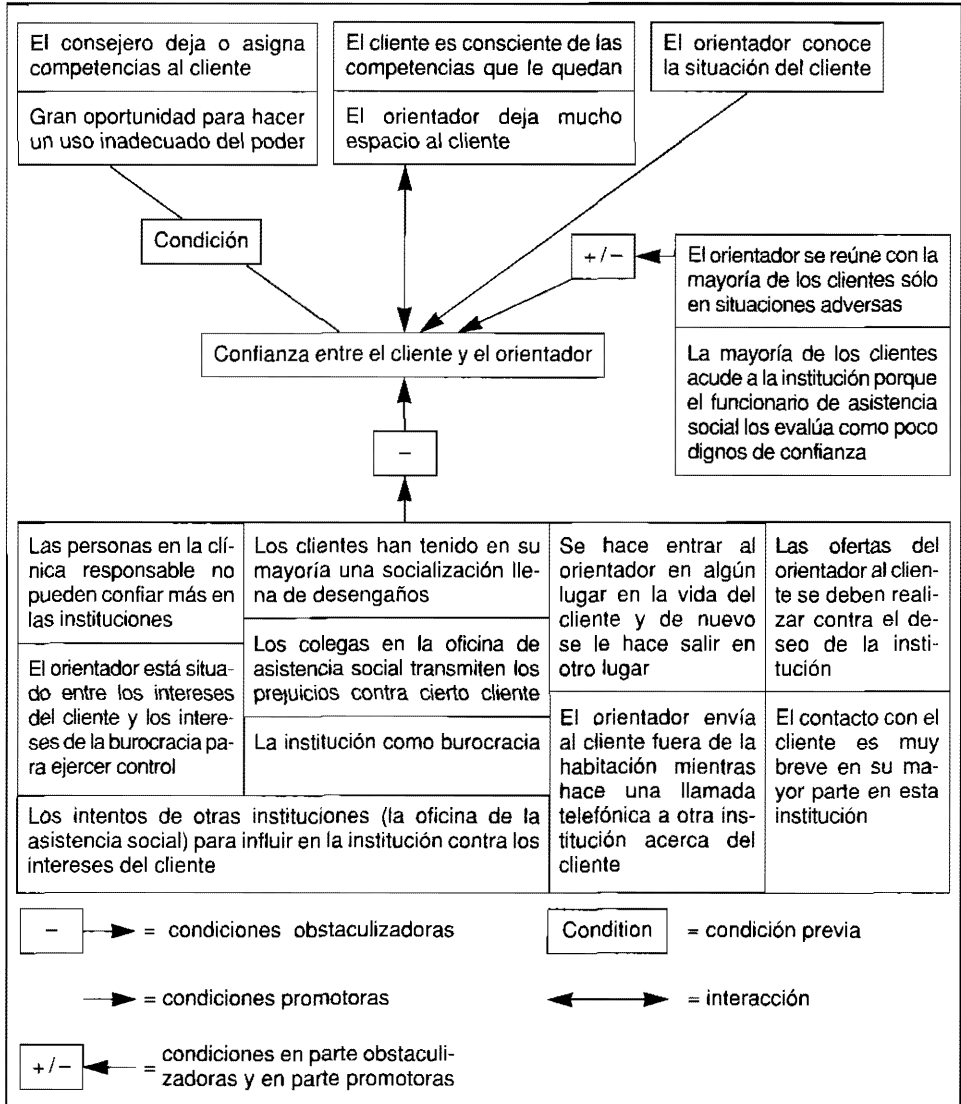 El consejero deja o asigna
competencias al cliente
Gran oportunidad para hacer
un uso inadecuado del poder
El cliente es consciente de las
competencias que le quedan
El orientador deja mucho
espacio al cliente
El orientador conoce
la situación del cliente
Condición
+/−
El orientador se reúne con la
mayoría de los clientes sólo
en situaciones adversas
La mayoría de los clientes
acude a la institución porque
el funcionario de asistencia
social los evalúa como poco
dignos de confianza
Confianza entre el cliente y el orientador
−
Las personas en la clí-
nica responsable no
pueden confiar más en
las instituciones
El orientador está situa-
do entre los intereses
del cliente y los intere-
ses de la burocracia pa-
ra ejercer control
Los clientes han tenido en su
mayoría una socialización lle-
na de desengaños
Los colegas en la oficina de
asistencia social transmiten los
prejuicios contra cierto cliente
La institución como burocracia
Los intentos de otras instituciones (la oficina de la
asistencia social) para influir en la institución contra los
intereses del cliente
Se hace entrar al
orientador en algún
lugar en la vida del
cliente y de nuevo
se le hace salir en
otro lugar
El orientador envía
al cliente fuera de la
habitación mientras
hace una llamada
telefónica a otra ins-
titución acerca del
cliente
Las ofertas del
orientador al clien-
te se deben reali-
zar contra el de-
seo de la insti-
tución
El contacto con el
cliente es muy
breve en su ma-
yor parte en esta
institución
− = condiciones obstaculizadoras
Condition = condición previa
= condiciones promotoras
= interacción
+/− = condiciones en parte obstaculi-
zadoras y en parte promotoras